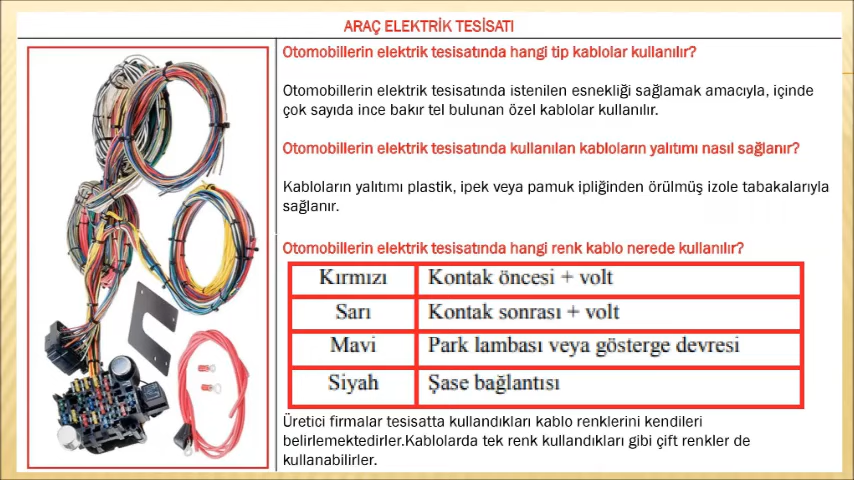 ARAÇ ELEKTRİK TESİSATI
Otomobillerin elektrik tesisatında hangi tip kablolar kullanılır?
Otomobillerin elektrik tesisatında istenilen esnekliği sağlamak amacıyla, içinde
çok sayıda ince bakır tel bulunan özel kablolar kullanılır.
Otomobillerin elektrik tesisatında kullanılan kabloların yalıtımı nasıl sağlanır?
Kabloların yalıtımı plastik, ipek veya pamuk ipliğinden örülmüş izole tabakalarıyla
sağlanır.
Otomobillerin elektrik tesisatında hangi renk kablo nerede kullanılır?
Kırmızı Kontak öncesi + volt
Sarı Kontak sonrası + volt
Mavi Park lambası veya gösterge devresi
Siyah Şase bağlantısı
Üretici firmalar tesisatta kullandıkları kablo renklerini kendileri
belirlemektedirler.Kablolarda tek renk kullandıkları gibi çift renkler de
kullanabilirler.